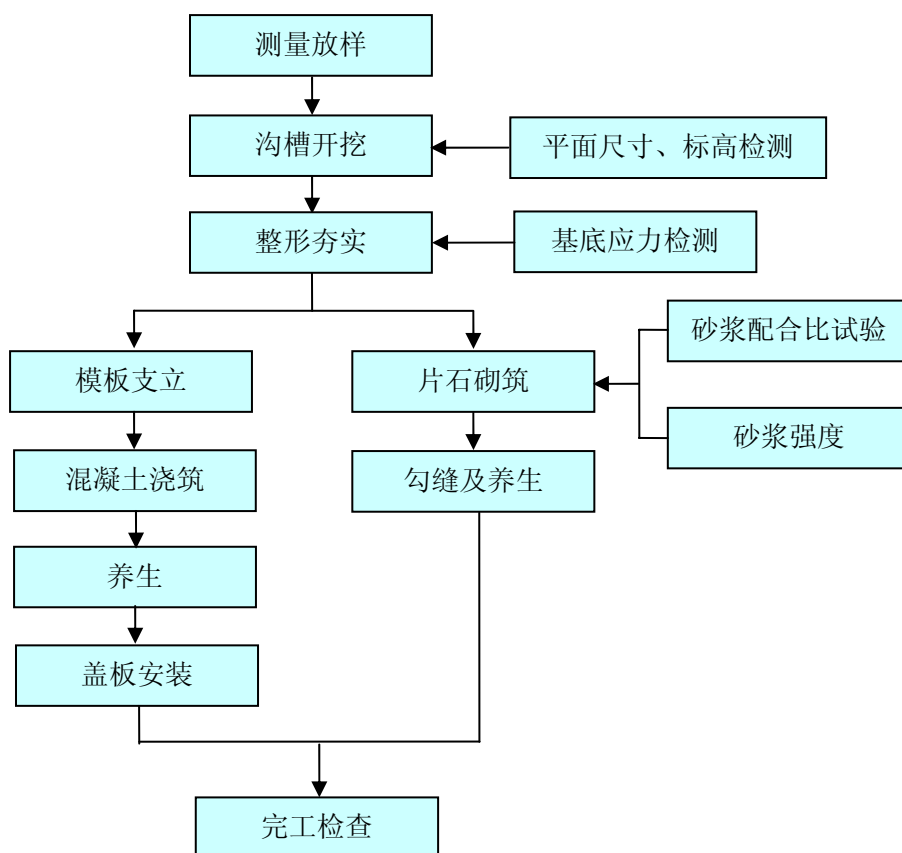 测量放样
沟槽开挖
平面尺寸、标高检测
整形夯实
基底应力检测
砂浆配合比试验
模板支立
片石砌筑
砂浆强度
混凝土浇筑
勾缝及养生
养生
盖板安装
完工检查